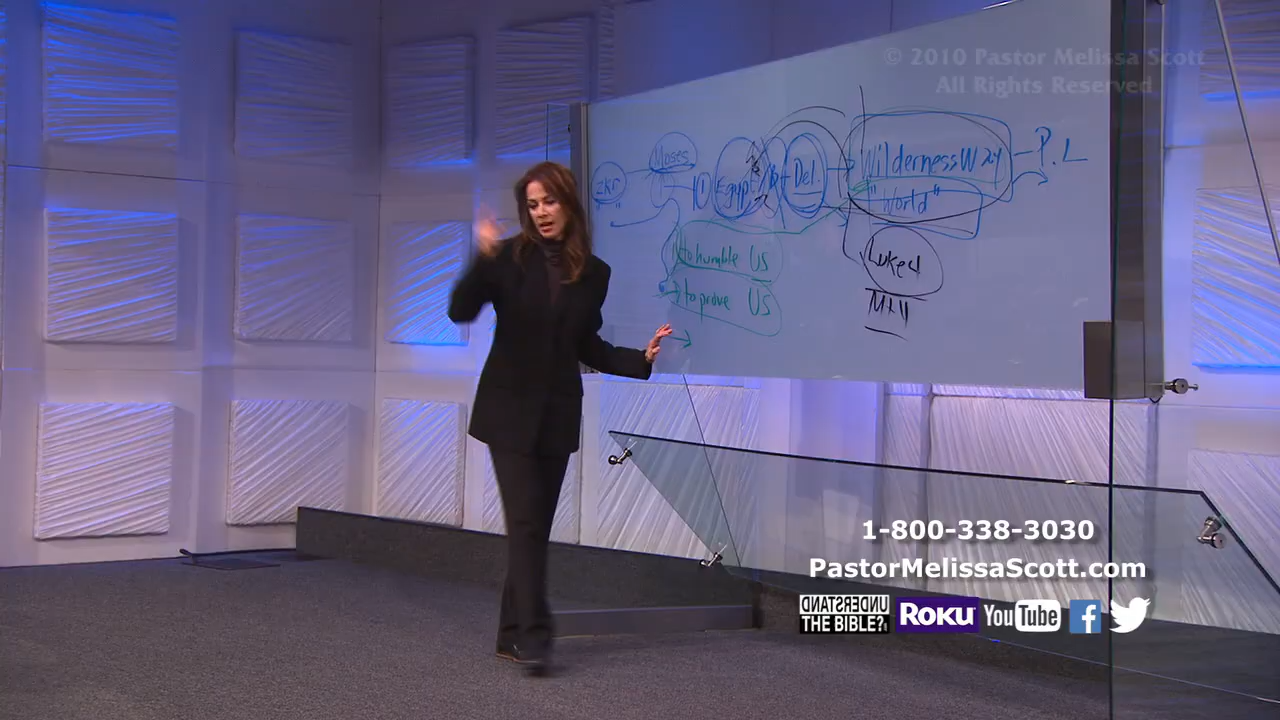 © 2010 Pastor Melissa Scott
All Rights Reserved
zkr
Moses
Egypt
Del.
Wilderness Way - P.L
"World"
to humble US
to prove US
Luke 4
Mt 4
1-800-338-3030
PastorMelissaScott.com
UNDERSTAND
THE BIBLE?
ROKU
YouTube
f